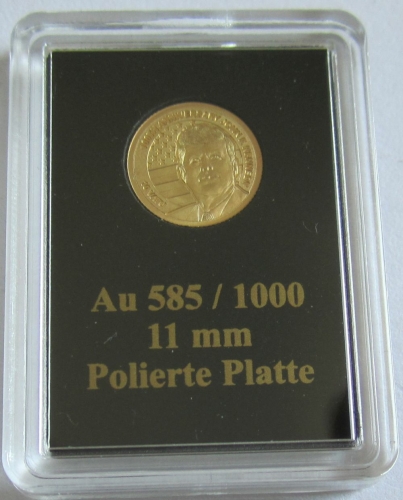 Au 585 / 1000
11 mm
Polierte Platte